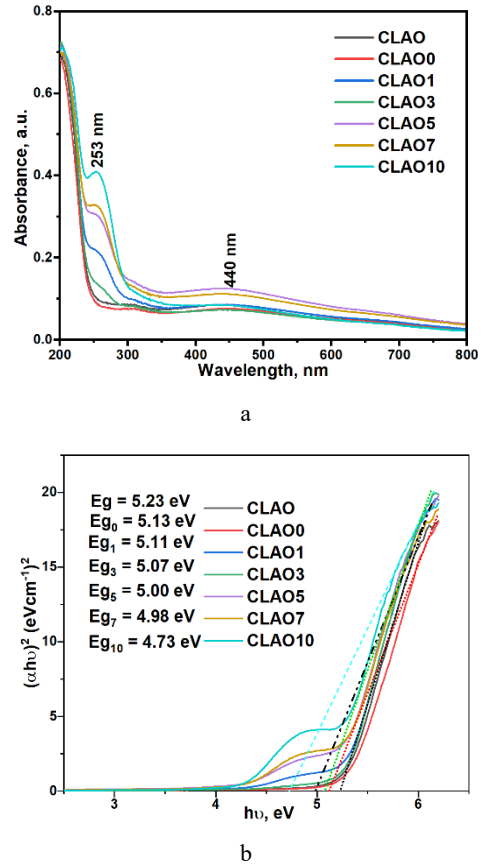 0.8
0.6
0.4
0.2
0.0
Absorbance, a.u.
253 nm
440 nm
CLAO
CLAO0
CLAO1
CLAO3
CLAO5
CLAO7
CLAO10
200 300 400 500 600 700 800
Wavelength, nm
a
20
15
10
5
0
(αhυ)² (eVcm⁻¹)²
Eg = 5.23 eV
Eg₀ = 5.13 eV
Eg₁ = 5.11 eV
Eg₃ = 5.07 eV
Eg₅ = 5.00 eV
Eg₇ = 4.98 eV
Eg₁₀ = 4.73 eV
CLAO
CLAO0
CLAO1
CLAO3
CLAO5
CLAO7
CLAO10
3 4 5 6
hυ, eV
b